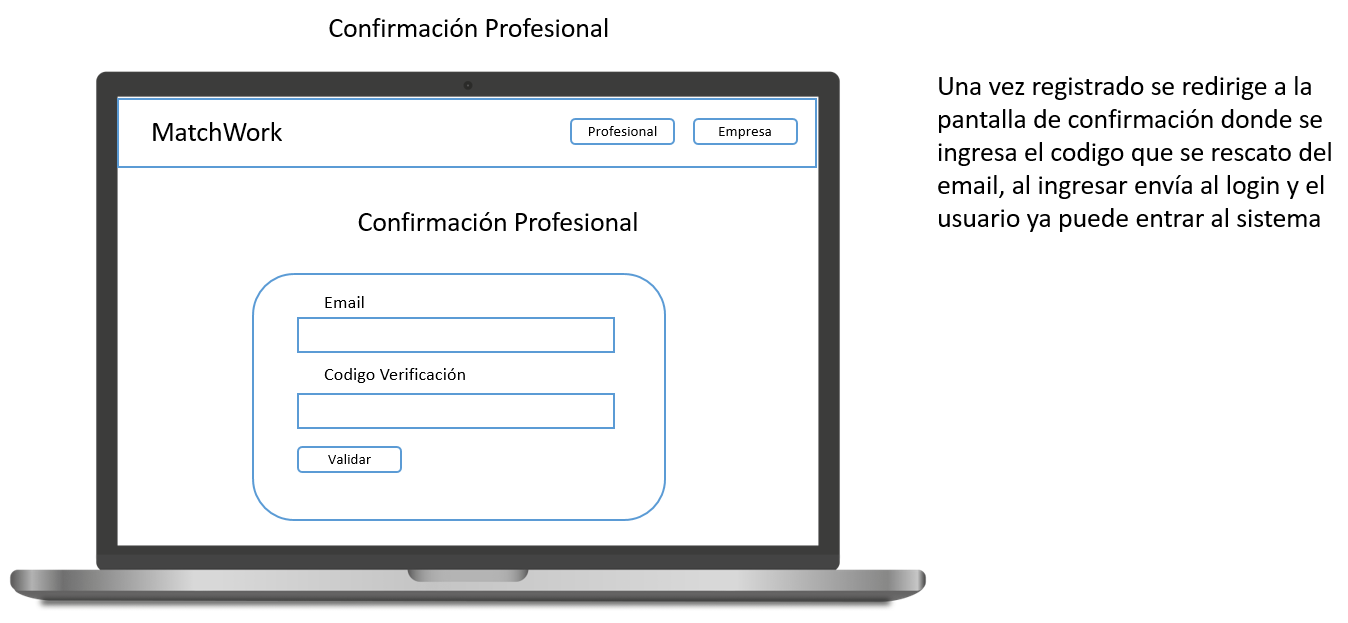 Confirmación Profesional
MatchWork
Profesional
Empresa
Confirmación Profesional
Email
Codigo Verificación
Validar
Una vez registrado se redirige a la
pantalla de confirmación donde se
ingresa el codigo que se rescato del
email, al ingresar envía al login y el
usuario ya puede entrar al sistema